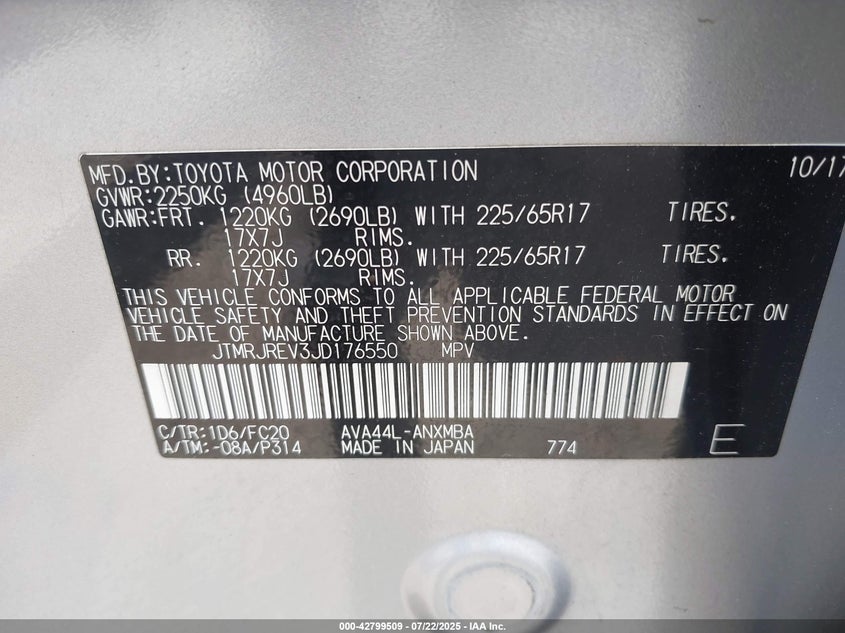 MFD.BY:TOYOTA MOTOR CORPORATION 10/17
GVWR:2250KG (4960LB)
GAWR:FRT. 1220KG (2690LB) WITH 225/65R17 TIRES.
17X7J RIMS.
RR. 1220KG (2690LB) WITH 225/65R17 TIRES.
17X7J RIMS.
THIS VEHICLE CONFORMS TO ALL APPLICABLE FEDERAL MOTOR
VEHICLE SAFETY AND THEFT PREVENTION STANDARDS IN EFFECT ON
THE DATE OF MANUFACTURE SHOWN ABOVE.
JTMRJREV3JD176550 MPV
C/TR:1D6/FC20 AVA44L-ANXMBA
A/TM:-08A/P314 MADE IN JAPAN 774 E
000-42799509 - 07/22/2025 - IAA Inc.